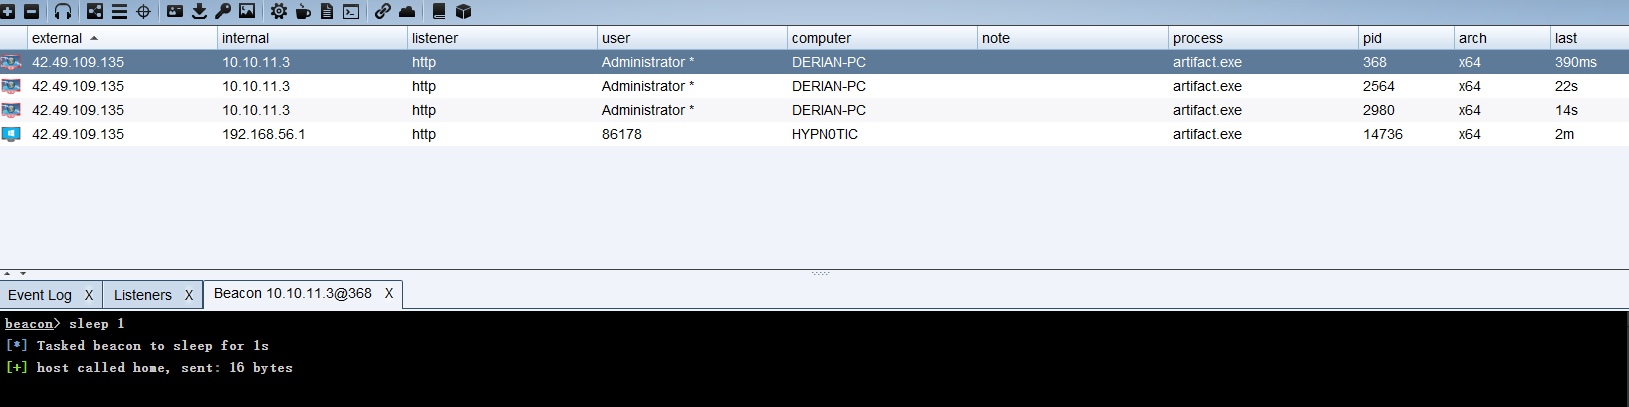 external internal listener user computer note process pid arch last
42.49.109.135 10.10.11.3 http Administrator * DERIAN-PC artifact.exe 368 x64 390ms
42.49.109.135 10.10.11.3 http Administrator * DERIAN-PC artifact.exe 2564 x64 22s
42.49.109.135 10.10.11.3 http Administrator * DERIAN-PC artifact.exe 2980 x64 14s
42.49.109.135 192.168.56.1 http 86178 HYPN0TIC artifact.exe 14736 x64 2m
Event Log X Listeners X Beacon 10.10.11.3@368 X
beacon> sleep 1
[*] Tasked beacon to sleep for 1s
[+] host called home, sent: 16 bytes